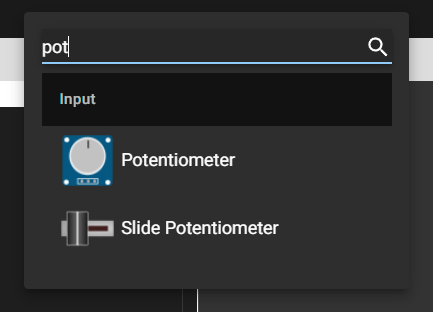 pot
Input
Potentiometer
Slide Potentiometer